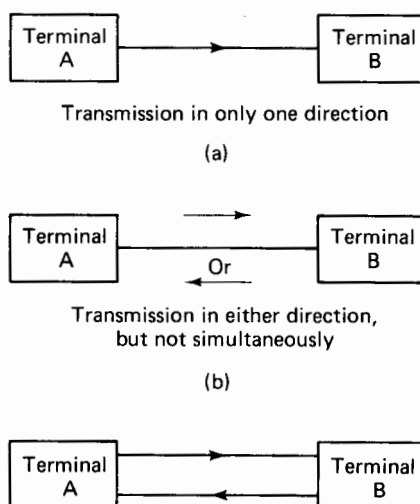 Terminal
A
Terminal
B
Transmission in only one direction
(a)
Terminal
A
Or
Terminal
B
Transmission in either direction,
but not simultaneously
(b)
Terminal
A
Terminal
B